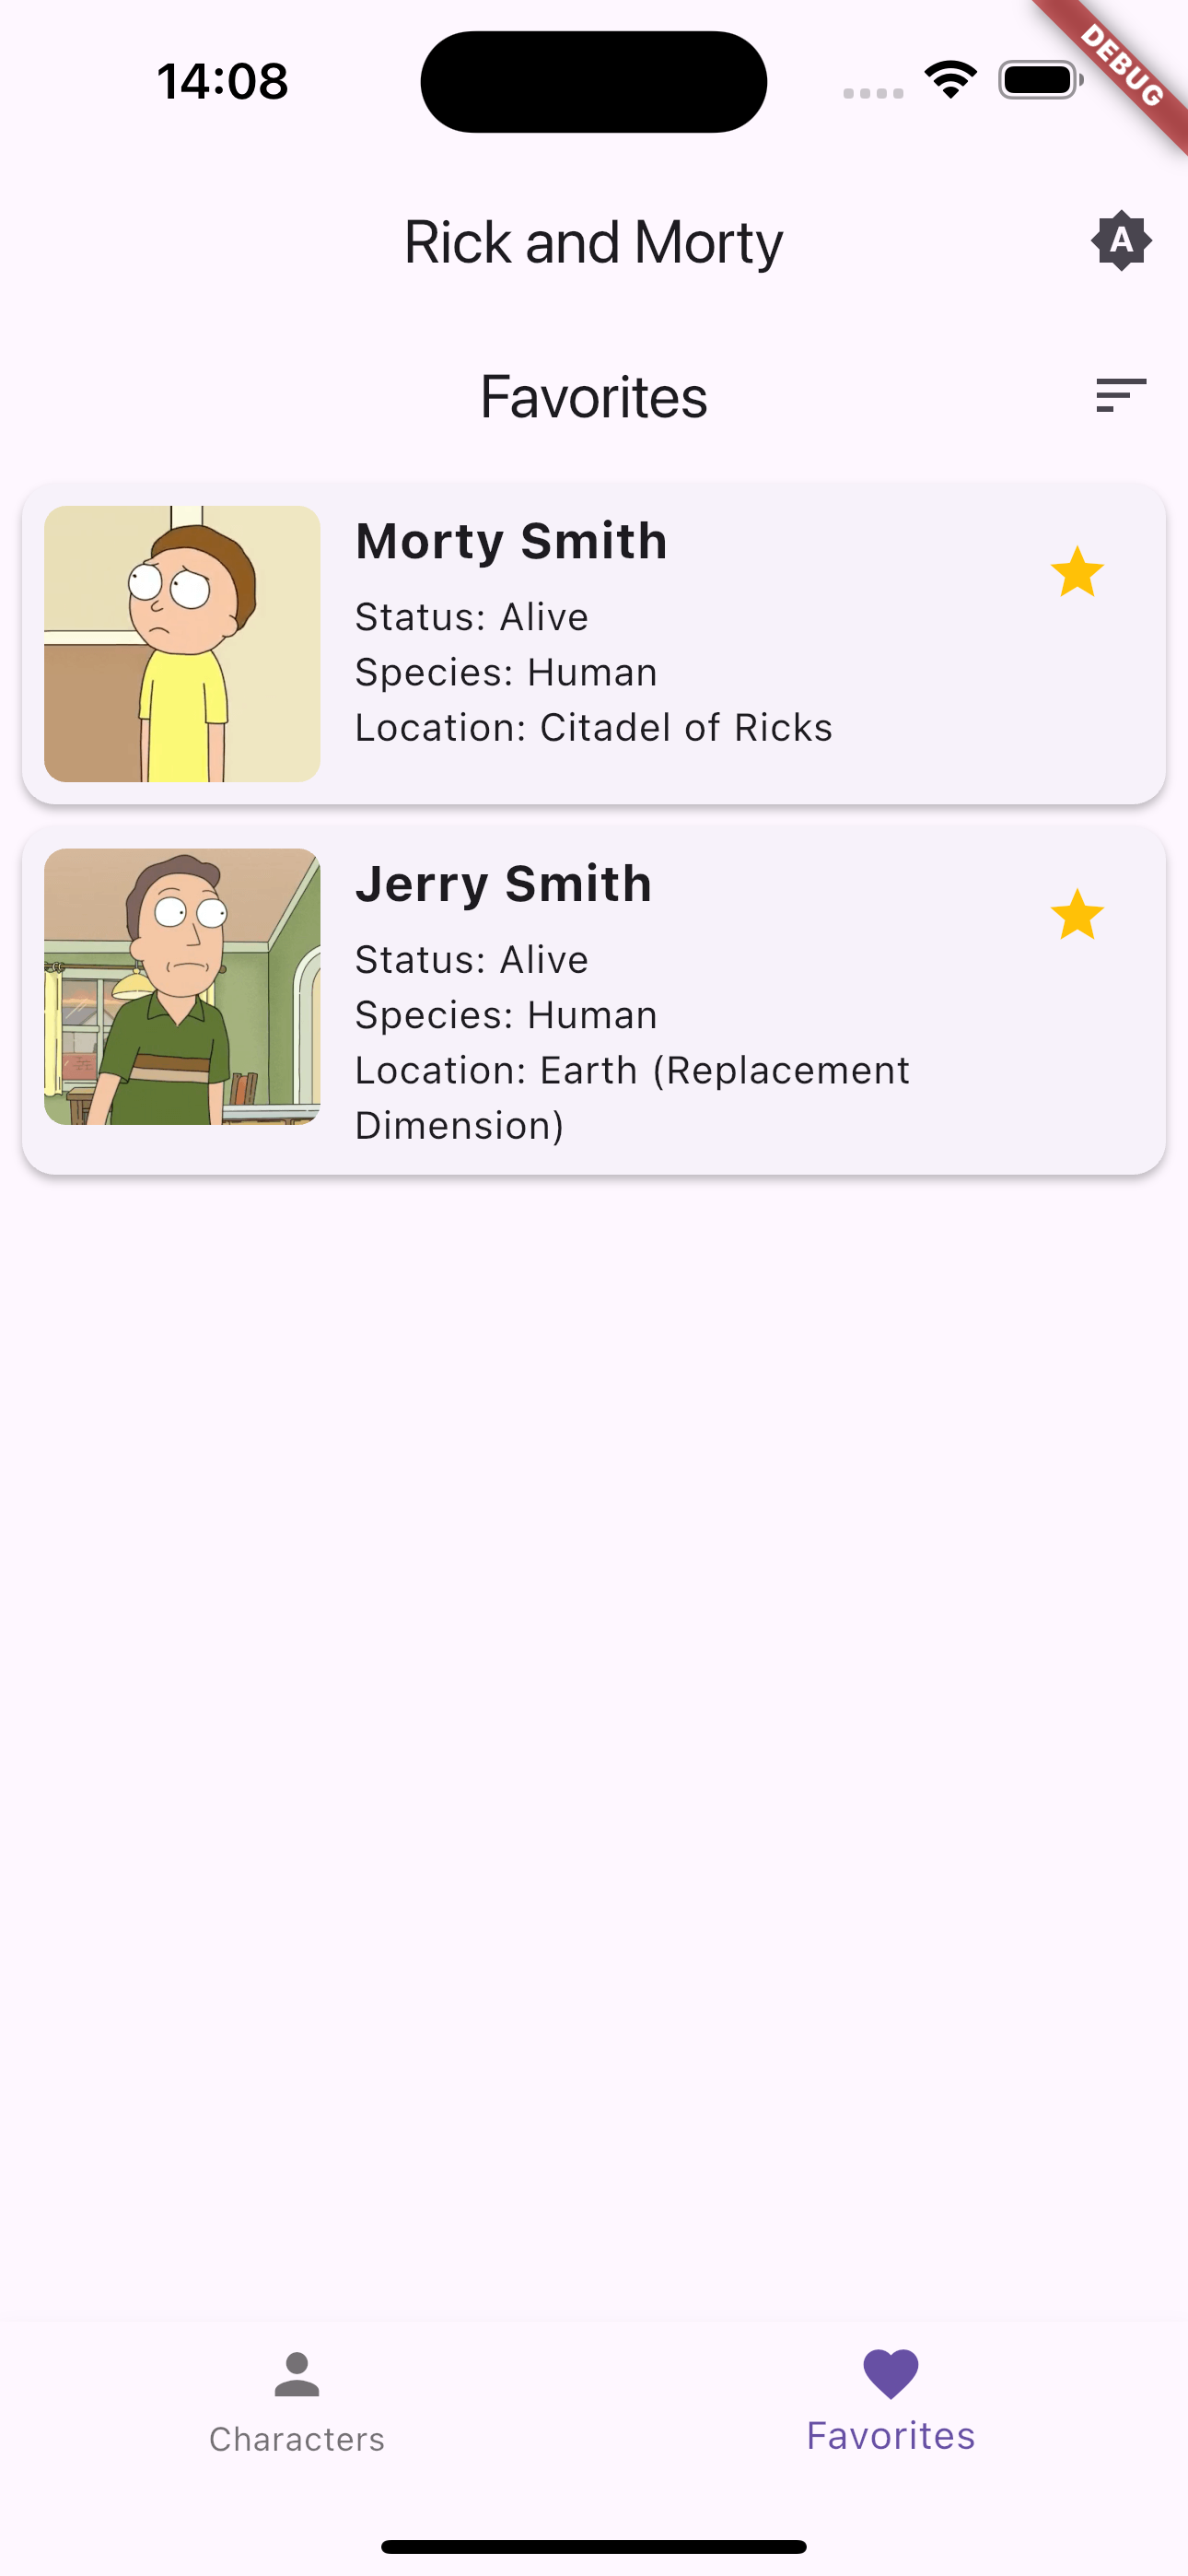 14:08
DEBUG
Rick and Morty
A
Favorites
Morty Smith
Status: Alive
Species: Human
Location: Citadel of Ricks
Jerry Smith
Status: Alive
Species: Human
Location: Earth (Replacement
Dimension)
Characters
Favorites